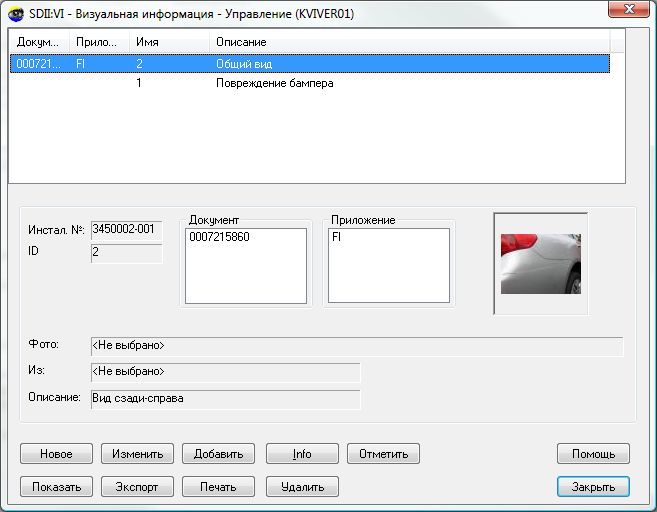 SDII:VI - Визуальная информация - Управление (KVIVER01)
Докум... Прило... Имя Описание
000721... FI 2 Общий вид
1 Повреждение бампера
Инстал. №: 3450002-001
ID 2
Документ
0007215860
Приложение
FI
Фото: <Не выбрано>
Из: <Не выбрано>
Описание: Вид сзади-справа
Новое Изменить Добавить Info Отметить Помощь
Показать Экспорт Печать Удалить Закрыть